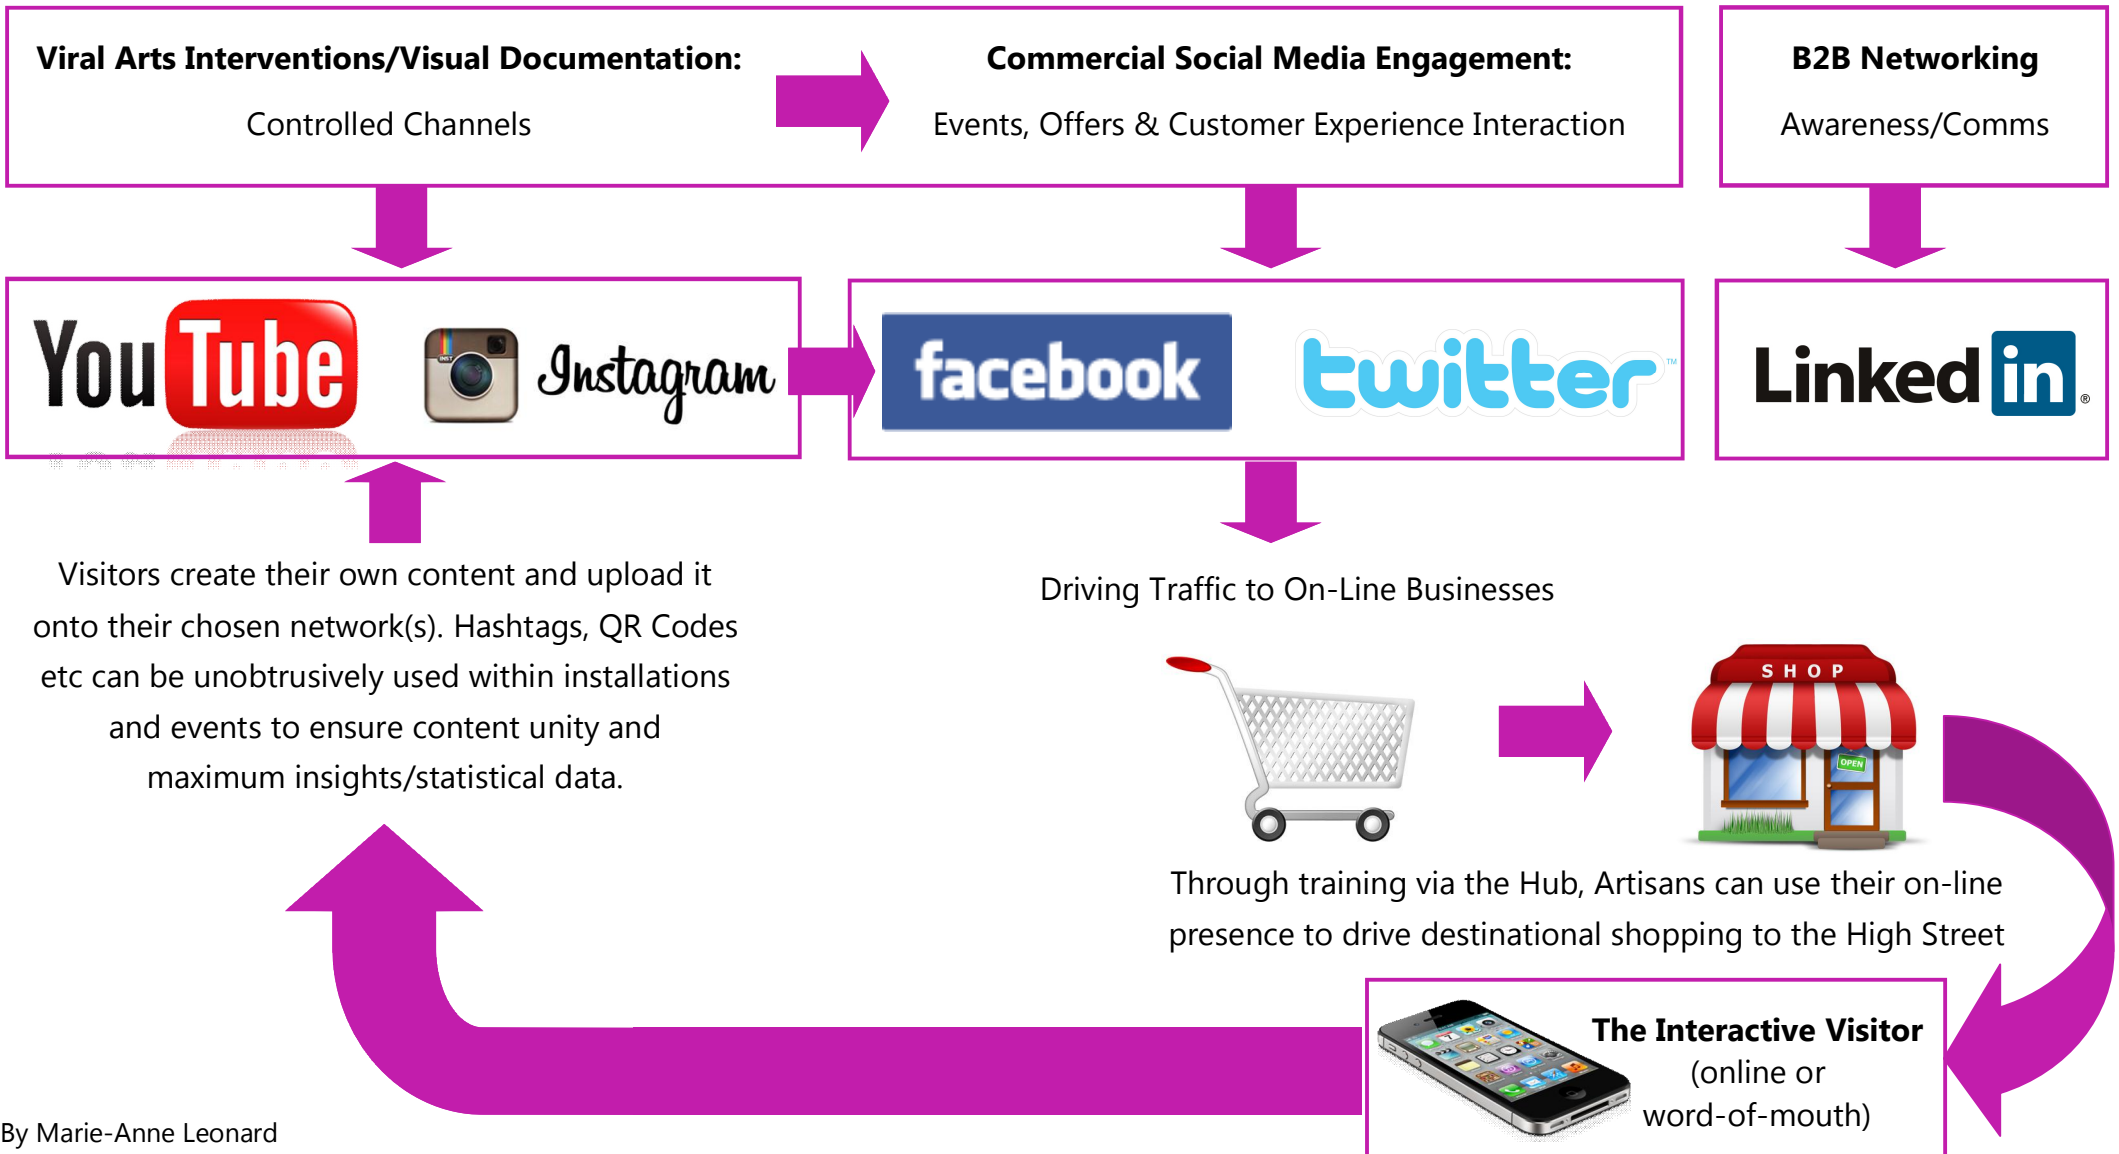 Viral Arts Interventions/Visual Documentation:
Controlled Channels
Commercial Social Media Engagement:
Events, Offers & Customer Experience Interaction
B2B Networking
Awareness/Comms
YouTube
INST
Instagram
facebook
twitter™
Linked in®
Visitors create their own content and upload it
onto their chosen network(s). Hashtags, QR Codes
etc can be unobtrusively used within installations
and events to ensure content unity and
maximum insights/statistical data.
Driving Traffic to On-Line Businesses
SHOP
OPEN
Through training via the Hub, Artisans can use their on-line
presence to drive destinational shopping to the High Street
The Interactive Visitor
(online or
word-of-mouth)
By Marie-Anne Leonard